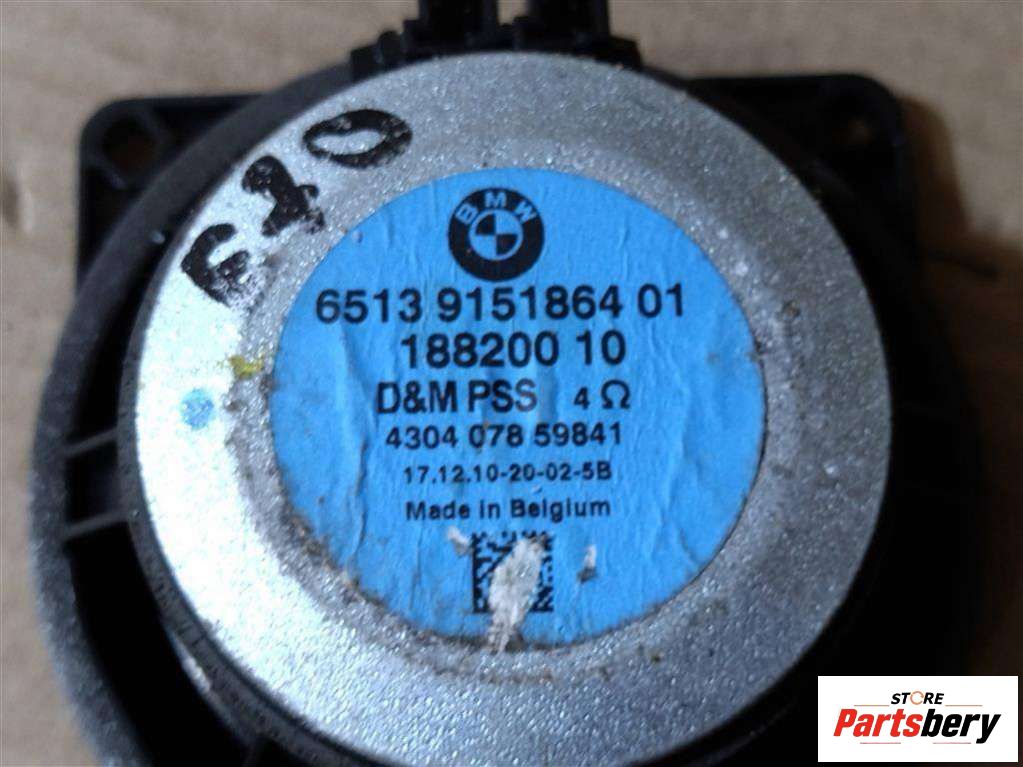 E70
BMW
6513 9151864 01
188200 10
D&M PSS 4 Ω
4304 078 59841
17.12.10-20-02-5B
Made in Belgium
STORE
Partsbery